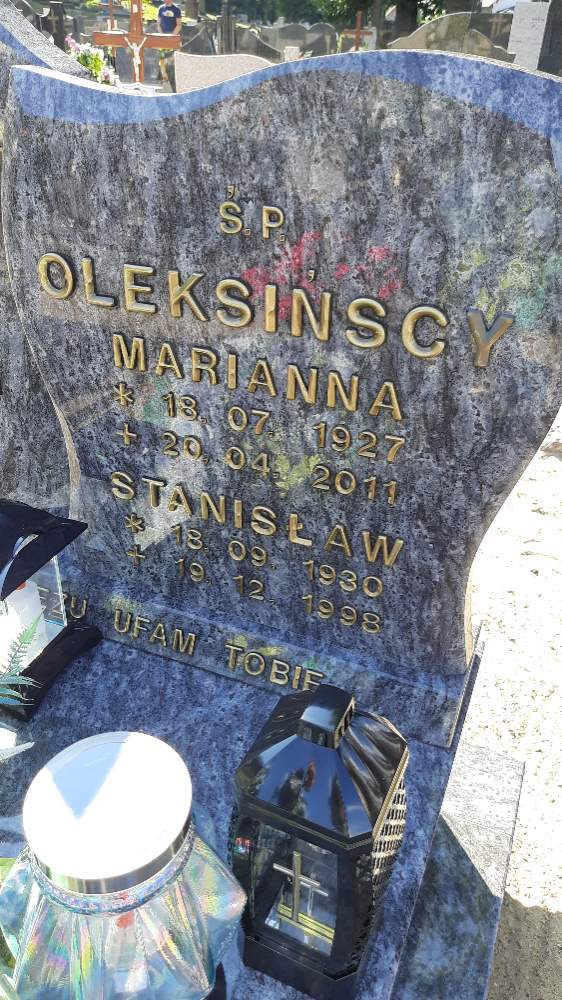 Ś.P.
OLEKSIŃSCY
MARIANNA
* 18. 07. 1927
+ 20. 04. 2011
STANISŁAW
* 18. 09. 1930
+ 19. 12. 1998
UFAM TOBIE